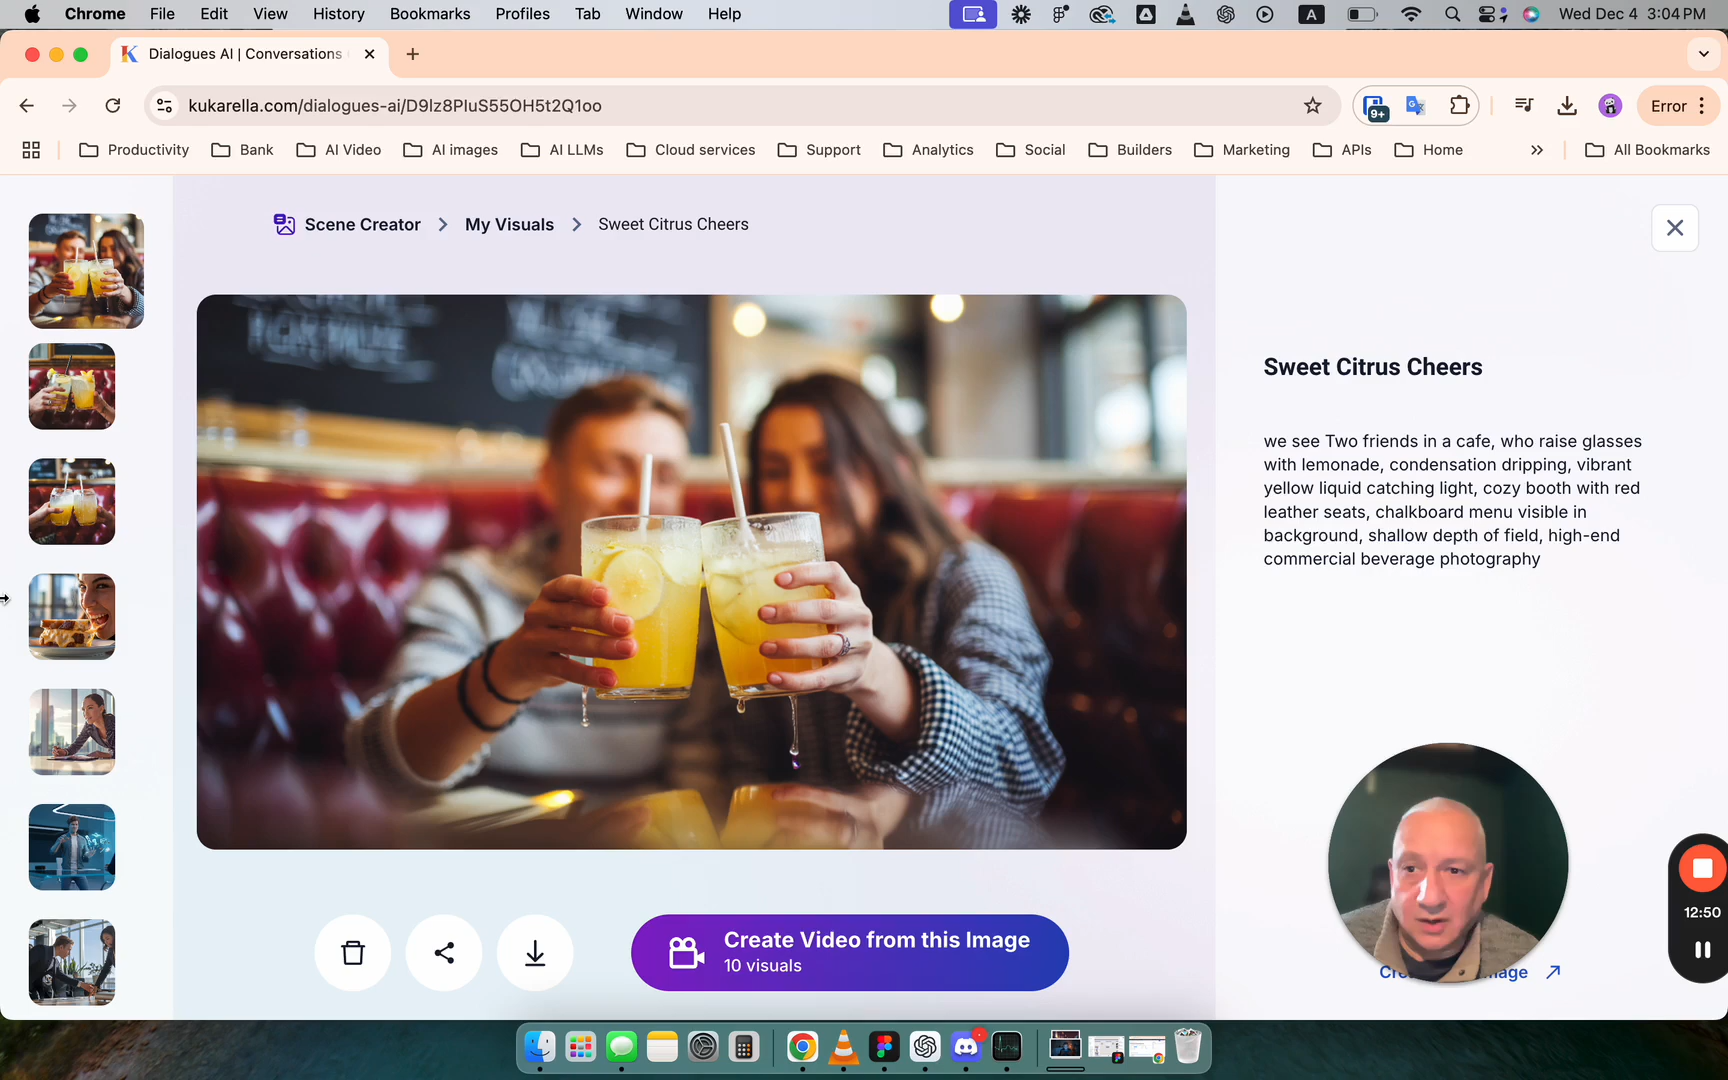 Chrome File Edit View History Bookmarks Profiles Tab Window Help
A
Wed Dec 4 3:04 PM
Dialogues AI | Conversations
kukarella.com/dialogues-ai/D9lz8PIuS55OH5t2Q1oo
9+
Error
Productivity Bank AI Video AI images AI LLMs Cloud services Support Analytics Social Builders Marketing APIs Home » All Bookmarks
Scene Creator > My Visuals > Sweet Citrus Cheers
Sweet Citrus Cheers
we see Two friends in a cafe, who raise glasses
with lemonade, condensation dripping, vibrant
yellow liquid catching light, cozy booth with red
leather seats, chalkboard menu visible in
background, shallow depth of field, high-end
commercial beverage photography
12:50
Create Video from this Image
10 visuals